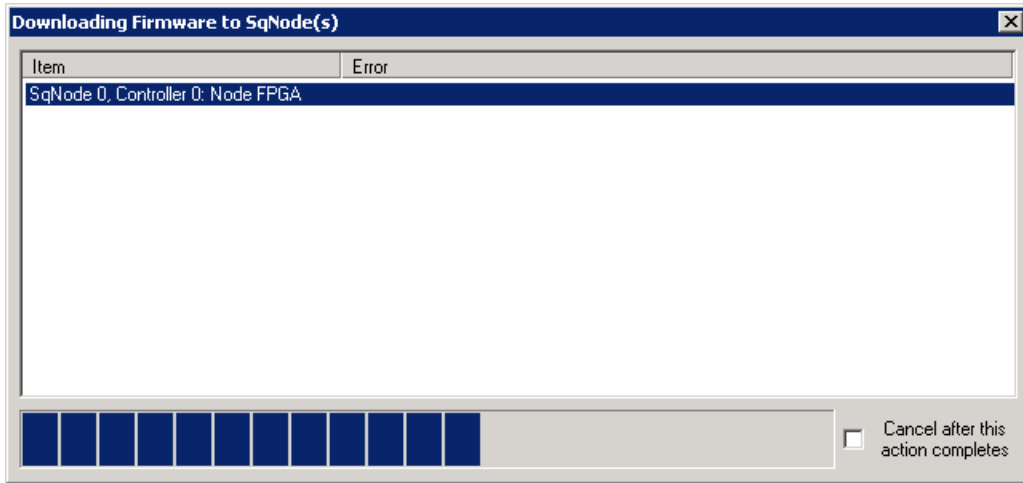 Downloading Firmware to SqNode(s)
Item Error
SqNode 0, Controller 0: Node FPGA
Cancel after this
action completes